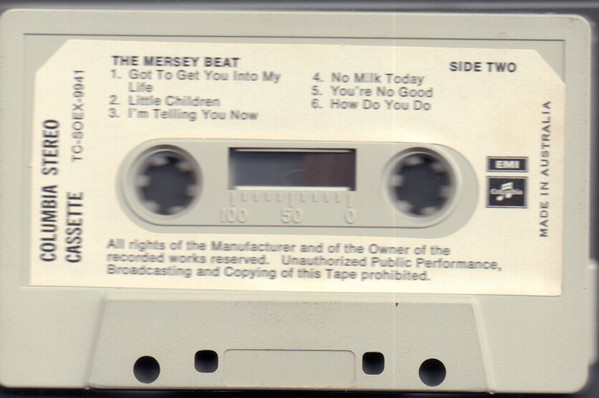 THE MERSEY BEAT
SIDE TWO
1. Got To Get You Into My
Life
2. Little Children
3. I'm Telling You Now
4. No Milk Today
5. You're No Good
6. How Do You Do
COLUMBIA STEREO
CASSETTE TC-SOEX-9941
100 50 0
EMI
Columbia
MADE IN AUSTRALIA
All rights of the Manufacturer and of the Owner of the
recorded works reserved. Unauthorized Public Performance,
Broadcasting and Copying of this Tape prohibited.